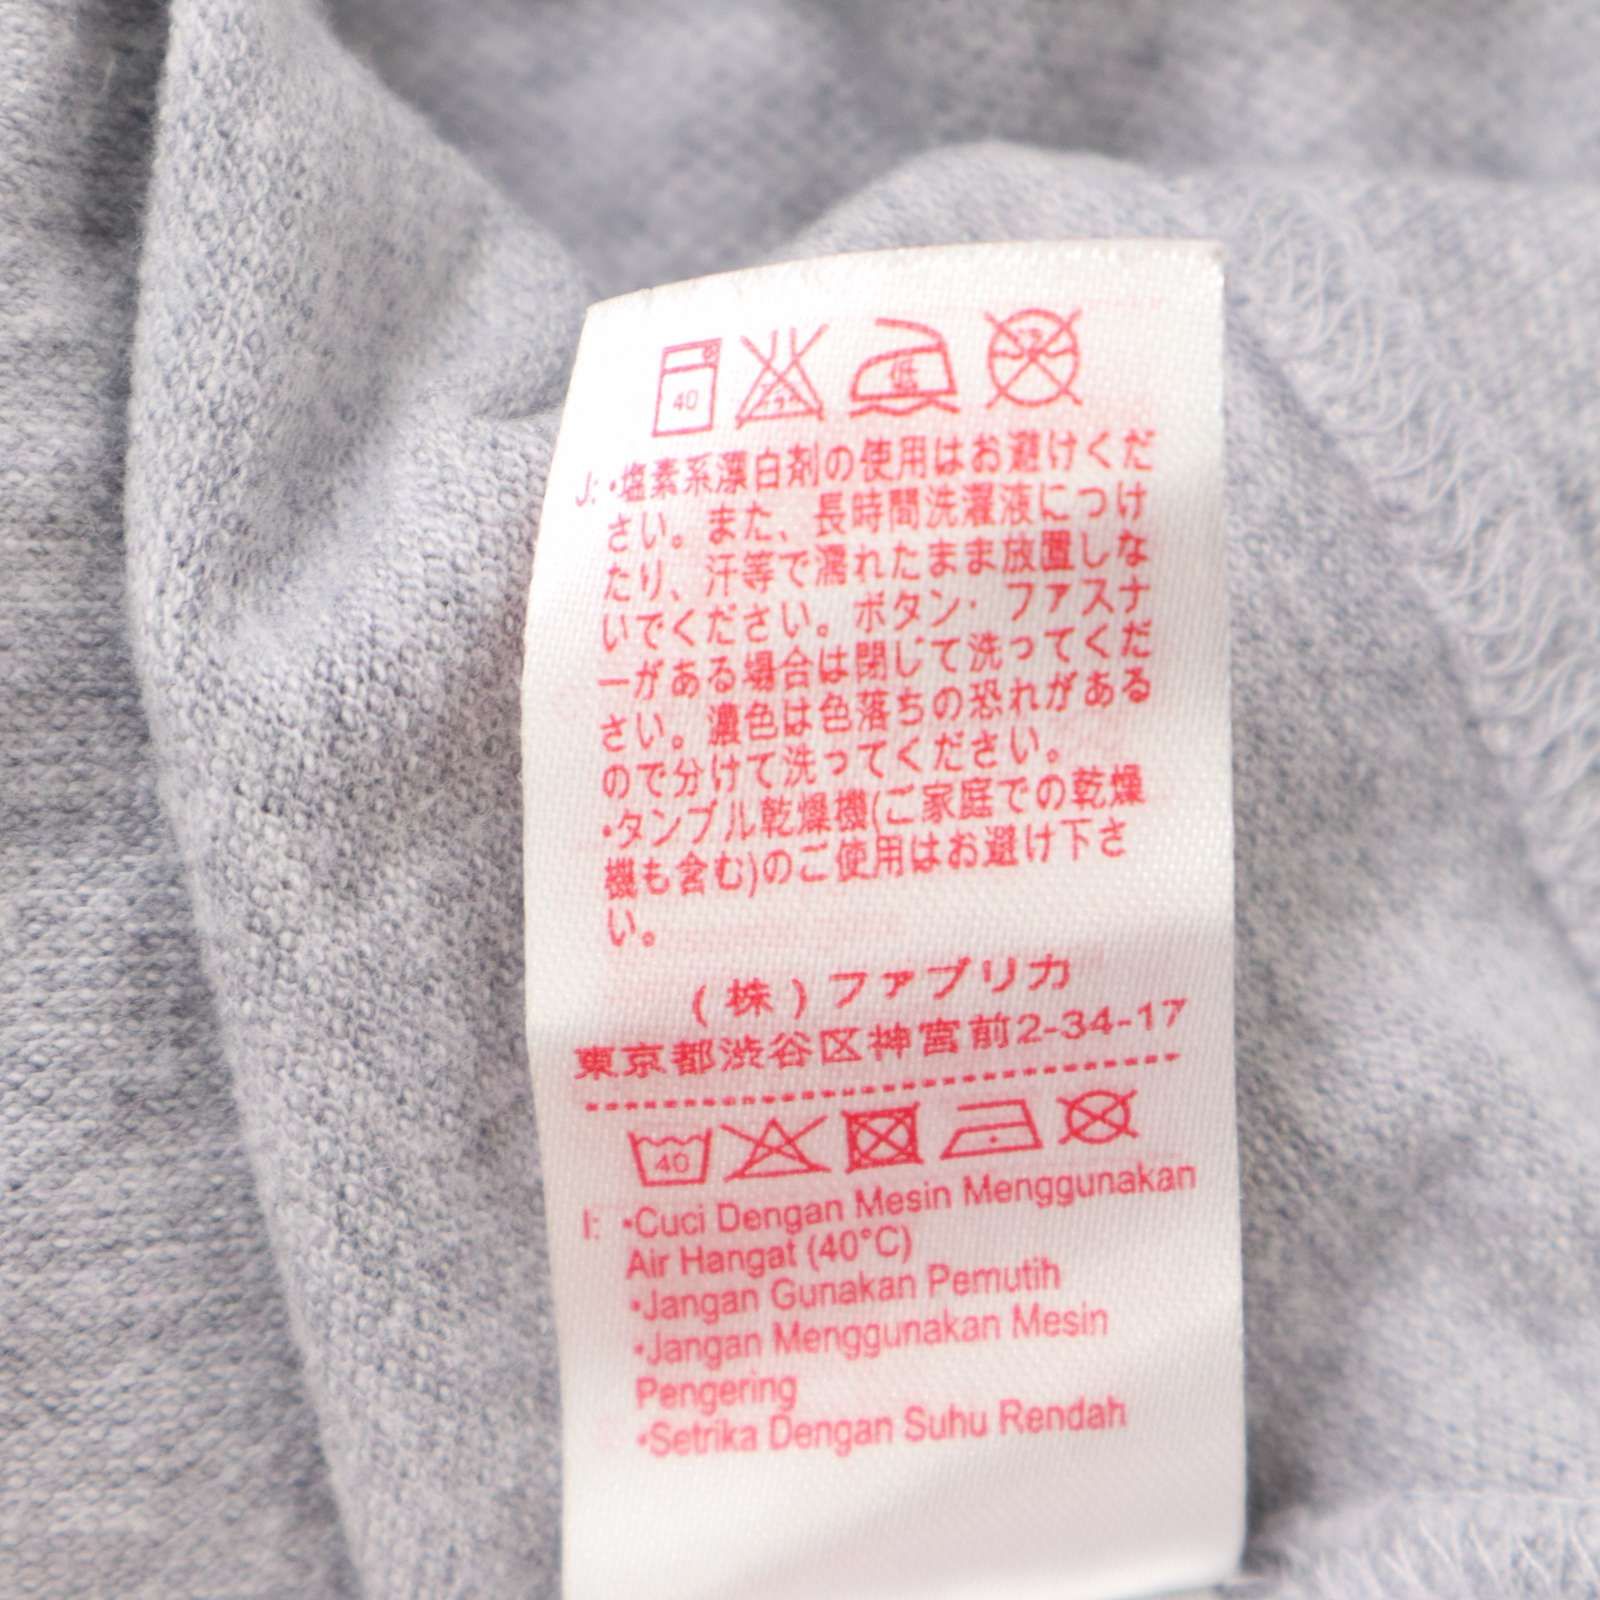 40
低
J: •塩素系漂白剤の使用はお避けくだ
さい。また、長時間洗濯液につけ
たり、汗等で濡れたまま放置しな
いでください。ボタン・ファスナ
ーがある場合は閉じて洗ってくだ
さい。濃色は色落ちの恐れがある
ので分けて洗ってください。
•タンブル乾燥機(ご家庭での乾燥
機も含む)のご使用はお避け下さ
い。
(株)ファブリカ
東京都渋谷区神宮前2-34-17
40
I: •Cuci Dengan Mesin Menggunakan
Air Hangat (40°C)
•Jangan Gunakan Pemutih
•Jangan Menggunakan Mesin
Pengering
•Setrika Dengan Suhu Rendah